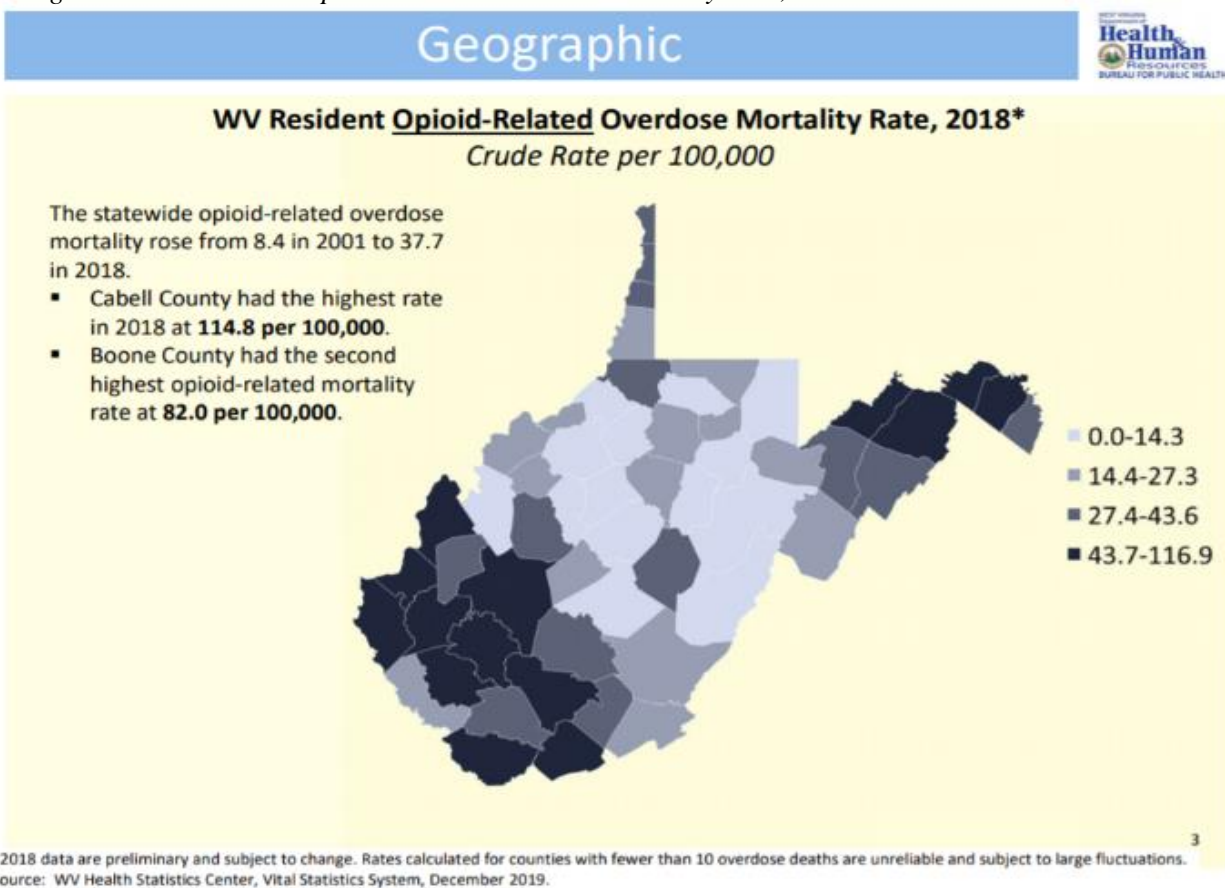 Geographic
WEST VIRGINIA
Department of
Health
Human
Resources
BUREAU FOR PUBLIC HEALTH
WV Resident Opioid-Related Overdose Mortality Rate, 2018*
Crude Rate per 100,000
The statewide opioid-related overdose
mortality rose from 8.4 in 2001 to 37.7
in 2018.
▪ Cabell County had the highest rate
in 2018 at 114.8 per 100,000.
▪ Boone County had the second
highest opioid-related mortality
rate at 82.0 per 100,000.
0.0-14.3
14.4-27.3
27.4-43.6
43.7-116.9
3
2018 data are preliminary and subject to change. Rates calculated for counties with fewer than 10 overdose deaths are unreliable and subject to large fluctuations.
ource: WV Health Statistics Center, Vital Statistics System, December 2019.